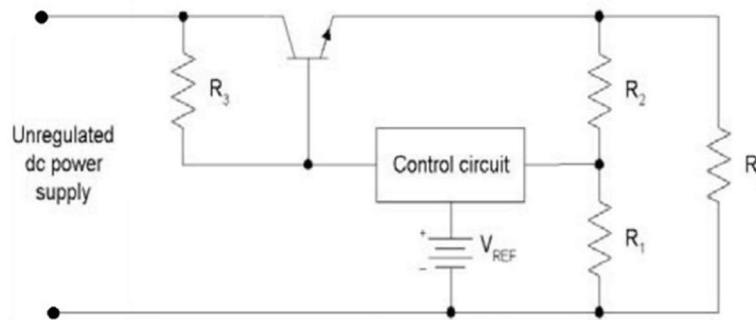 R3
R2
Unregulated
dc power
supply
Control circuit
R
+
VREF
−
R1